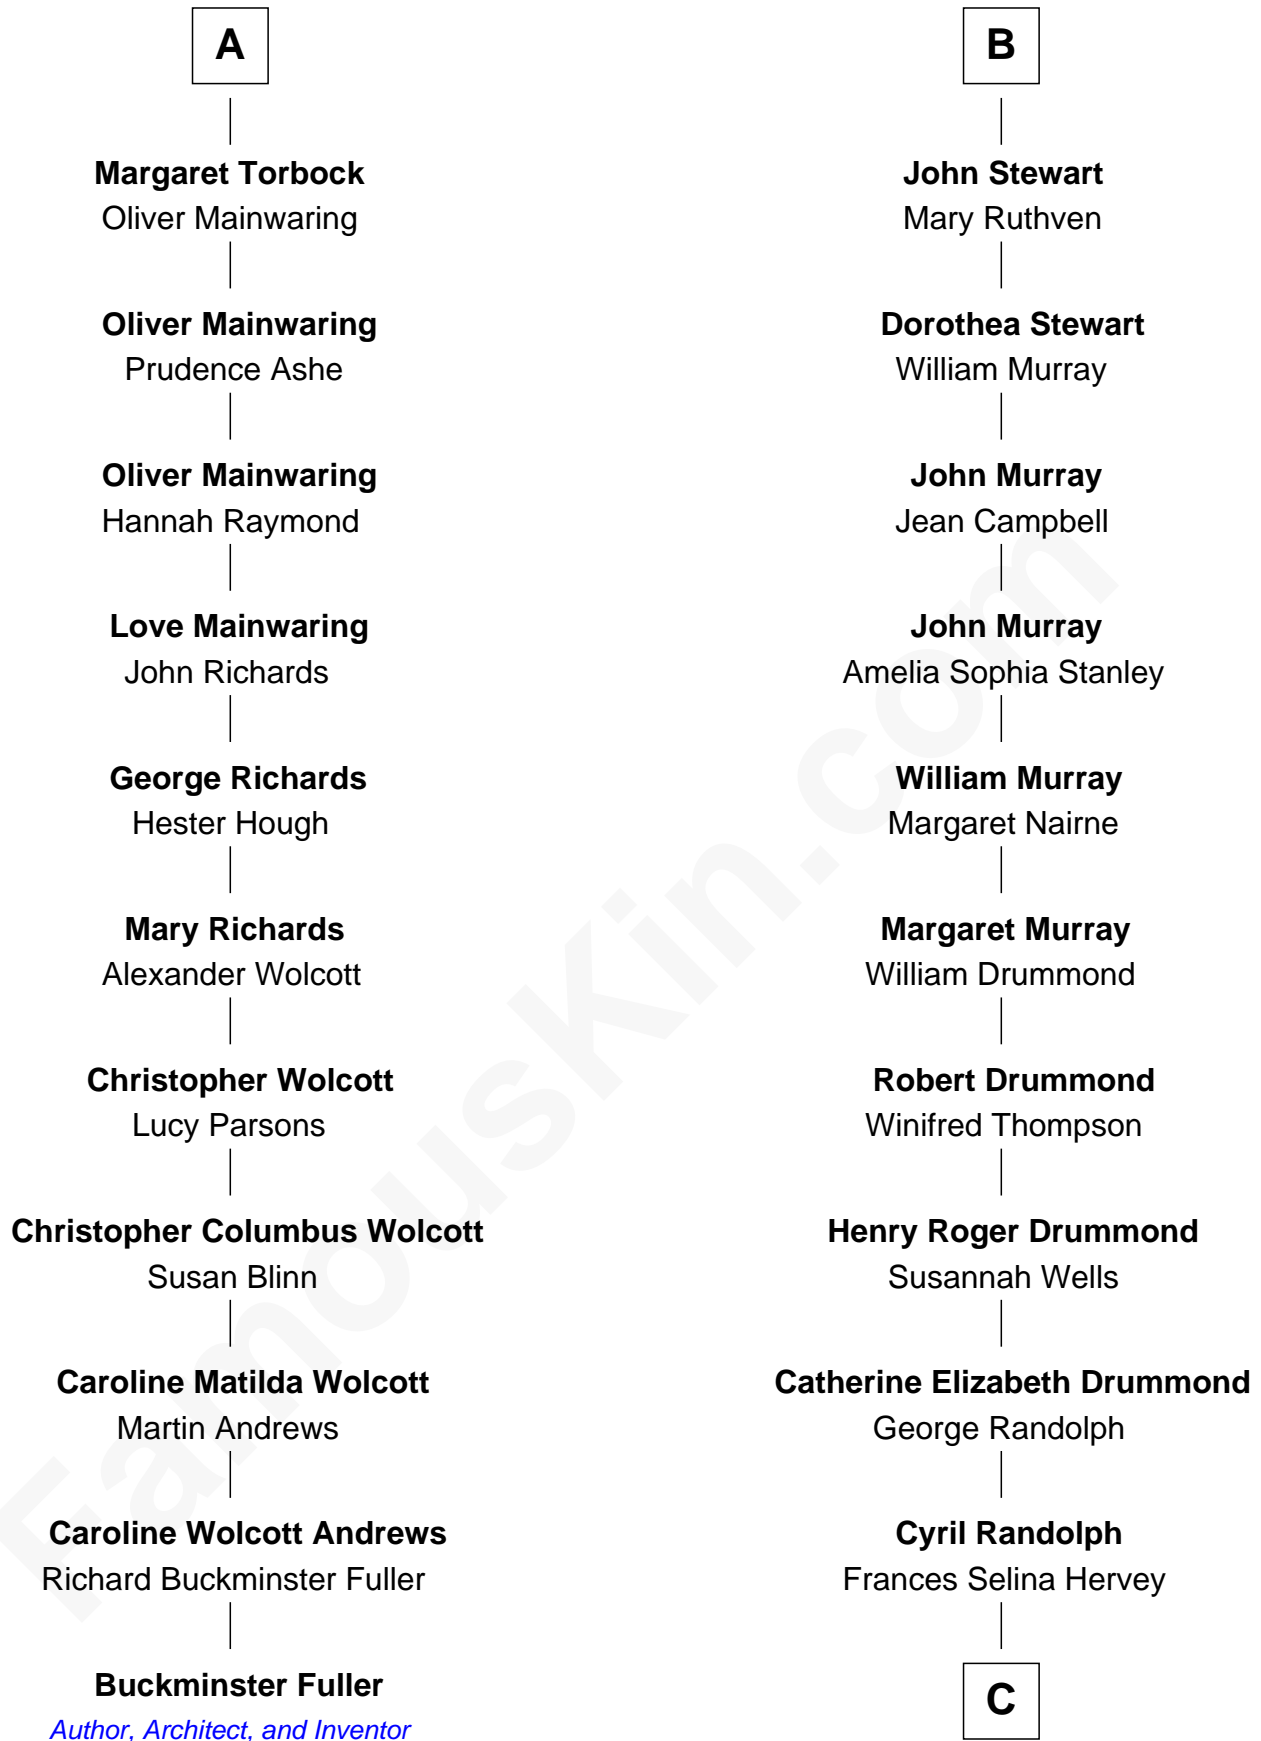 A
Margaret Torbock
Oliver Mainwaring
Oliver Mainwaring
Prudence Ashe
Oliver Mainwaring
Hannah Raymond
Love Mainwaring
John Richards
George Richards
Hester Hough
Mary Richards
Alexander Wolcott
Christopher Wolcott
Lucy Parsons
Christopher Columbus Wolcott
Susan Blinn
Caroline Matilda Wolcott
Martin Andrews
Caroline Wolcott Andrews
Richard Buckminster Fuller
Buckminster Fuller
Author, Architect, and Inventor
B
John Stewart
Mary Ruthven
Dorothea Stewart
William Murray
John Murray
Jean Campbell
John Murray
Amelia Sophia Stanley
William Murray
Margaret Nairne
Margaret Murray
William Drummond
Robert Drummond
Winifred Thompson
Henry Roger Drummond
Susannah Wells
Catherine Elizabeth Drummond
George Randolph
Cyril Randolph
Frances Selina Hervey
C
FamousKin.com